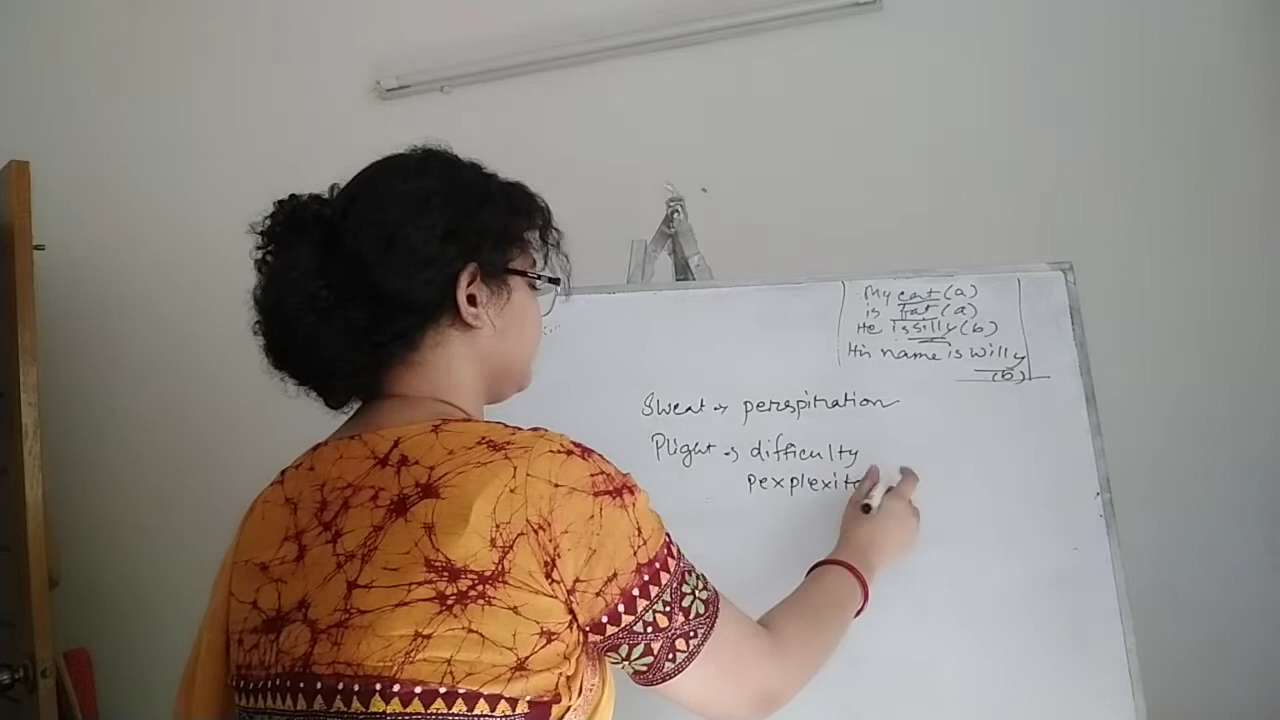 My cat (a)
is fat (a)
He is silly (b)
His name is Willy
(b)
Sweat → perspiration
Plight → difficulty
pexplexit